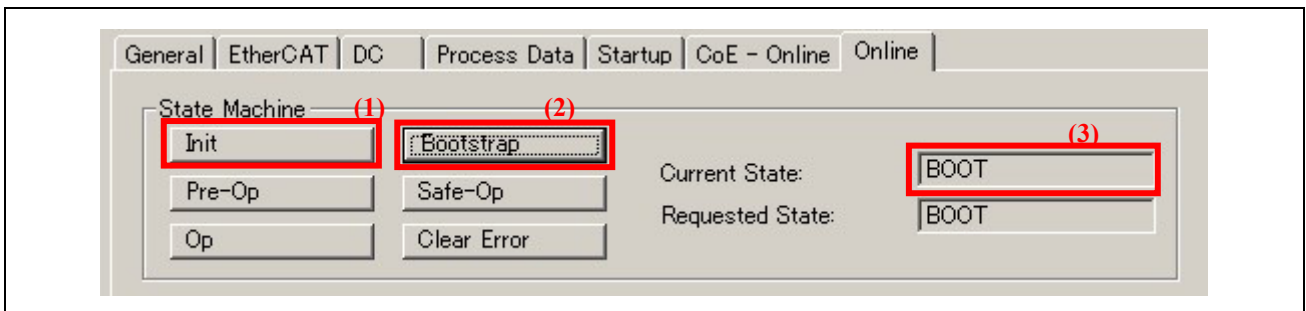 General EtherCAT DC Process Data Startup CoE - Online Online
State Machine (1) (2)
Init Bootstrap (3)
Current State: BOOT
Pre-Op Safe-Op
Requested State: BOOT
Op Clear Error